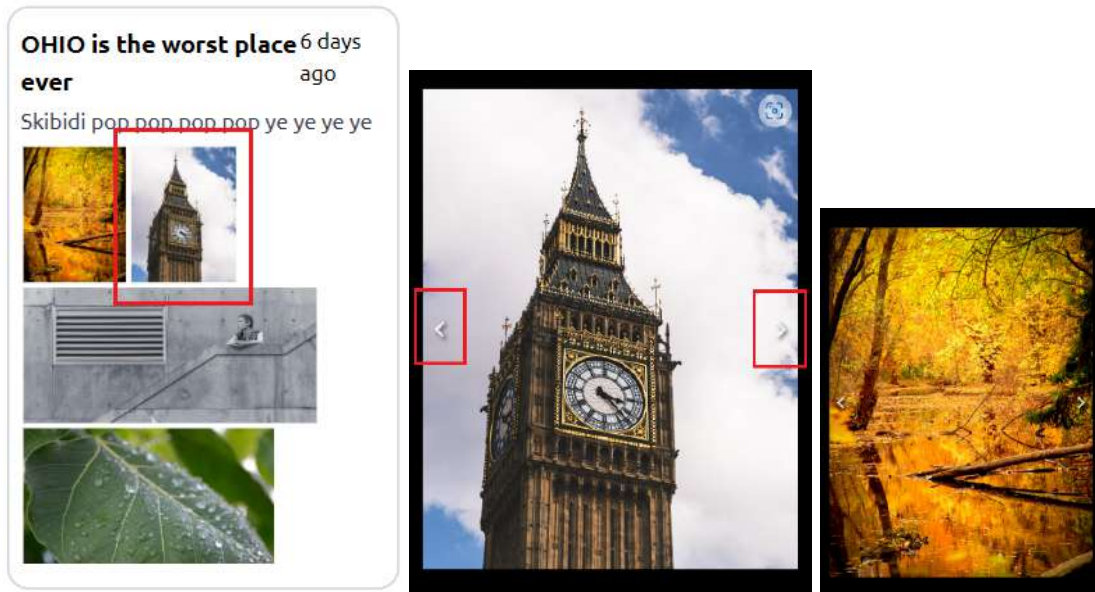 OHIO is the worst place 6 days
ever ago
Skibidi pop pop pop pop ye ye ye ye